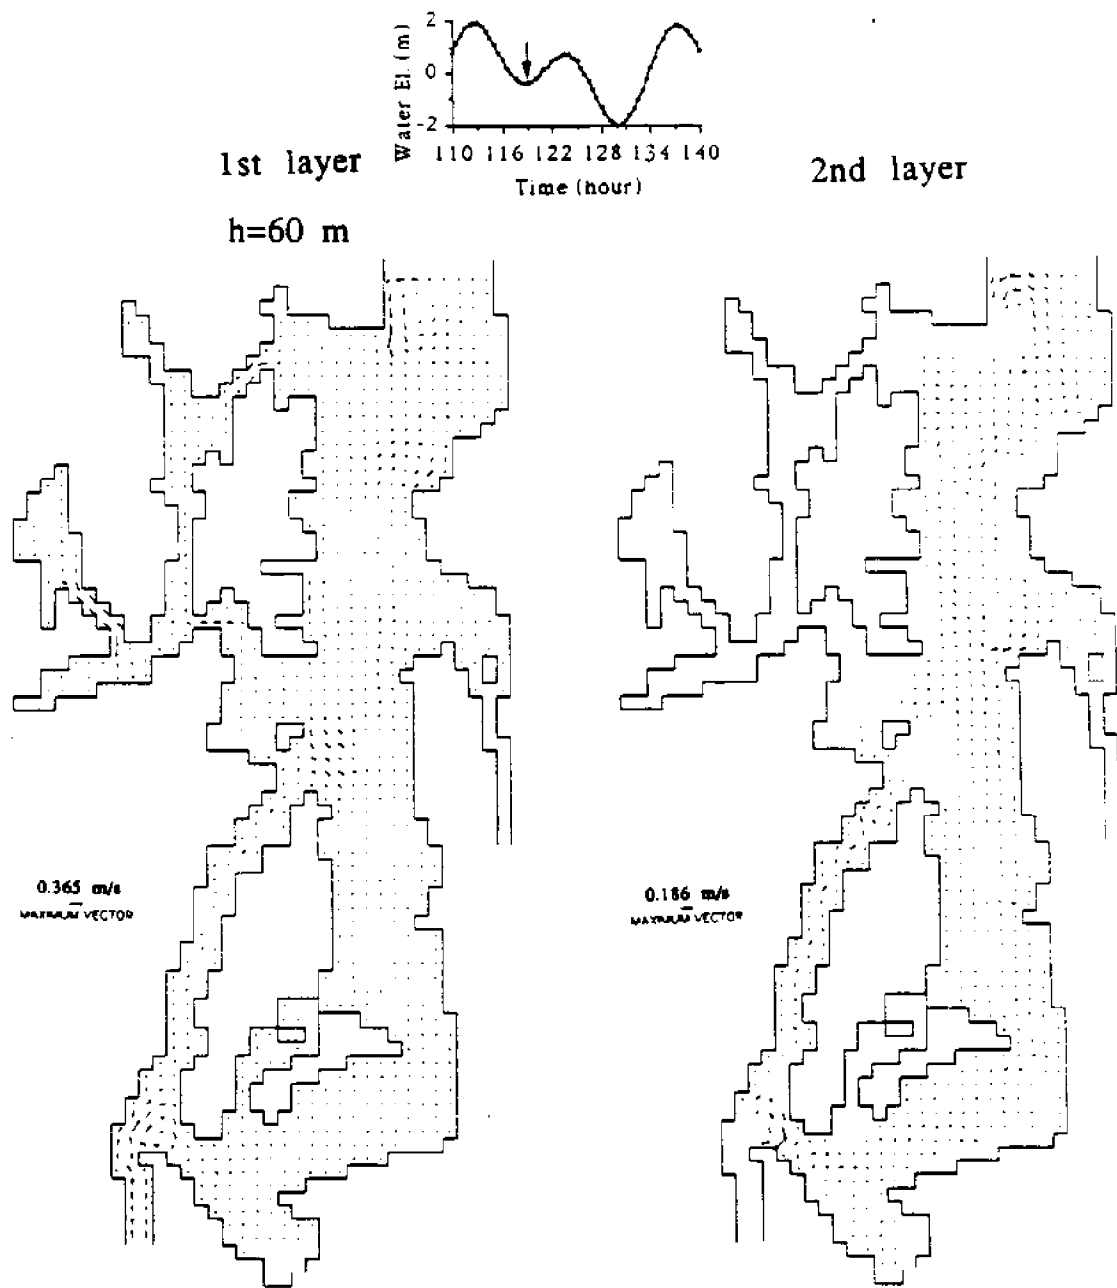 2
0
-2
Water El. (m)
110 116 122 128 134 140
Time (hour)
1st layer
2nd layer
h=60 m
0.365 m/s
MAXIMUM VECTOR
0.186 m/s
MAXIMUM VECTOR